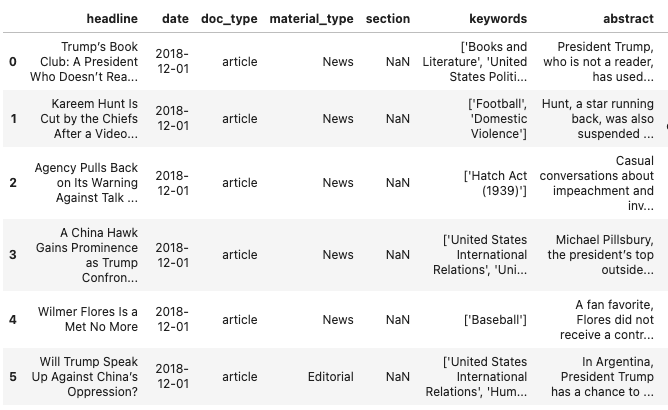 headline date doc_type material_type section keywords abstract
0 Trump's Book Club: A President Who Doesn't Rea... 2018-12-01 article News NaN ['Books and Literature', 'United States Politi... President Trump, who is not a reader, has used...
1 Kareem Hunt Is Cut by the Chiefs After a Video... 2018-12-01 article News NaN ['Football', 'Domestic Violence'] Hunt, a star running back, was also suspended ...
2 Agency Pulls Back on Its Warning Against Talk ... 2018-12-01 article News NaN ['Hatch Act (1939)'] Casual conversations about impeachment and inv...
3 A China Hawk Gains Prominence as Trump Confron... 2018-12-01 article News NaN ['United States International Relations', 'Uni... Michael Pillsbury, the president's top outside...
4 Wilmer Flores Is a Met No More 2018-12-01 article News NaN ['Baseball'] A fan favorite, Flores did not receive a contr...
5 Will Trump Speak Up Against China's Oppression? 2018-12-01 article Editorial NaN ['United States International Relations', 'Hum... In Argentina, President Trump has a chance to ...